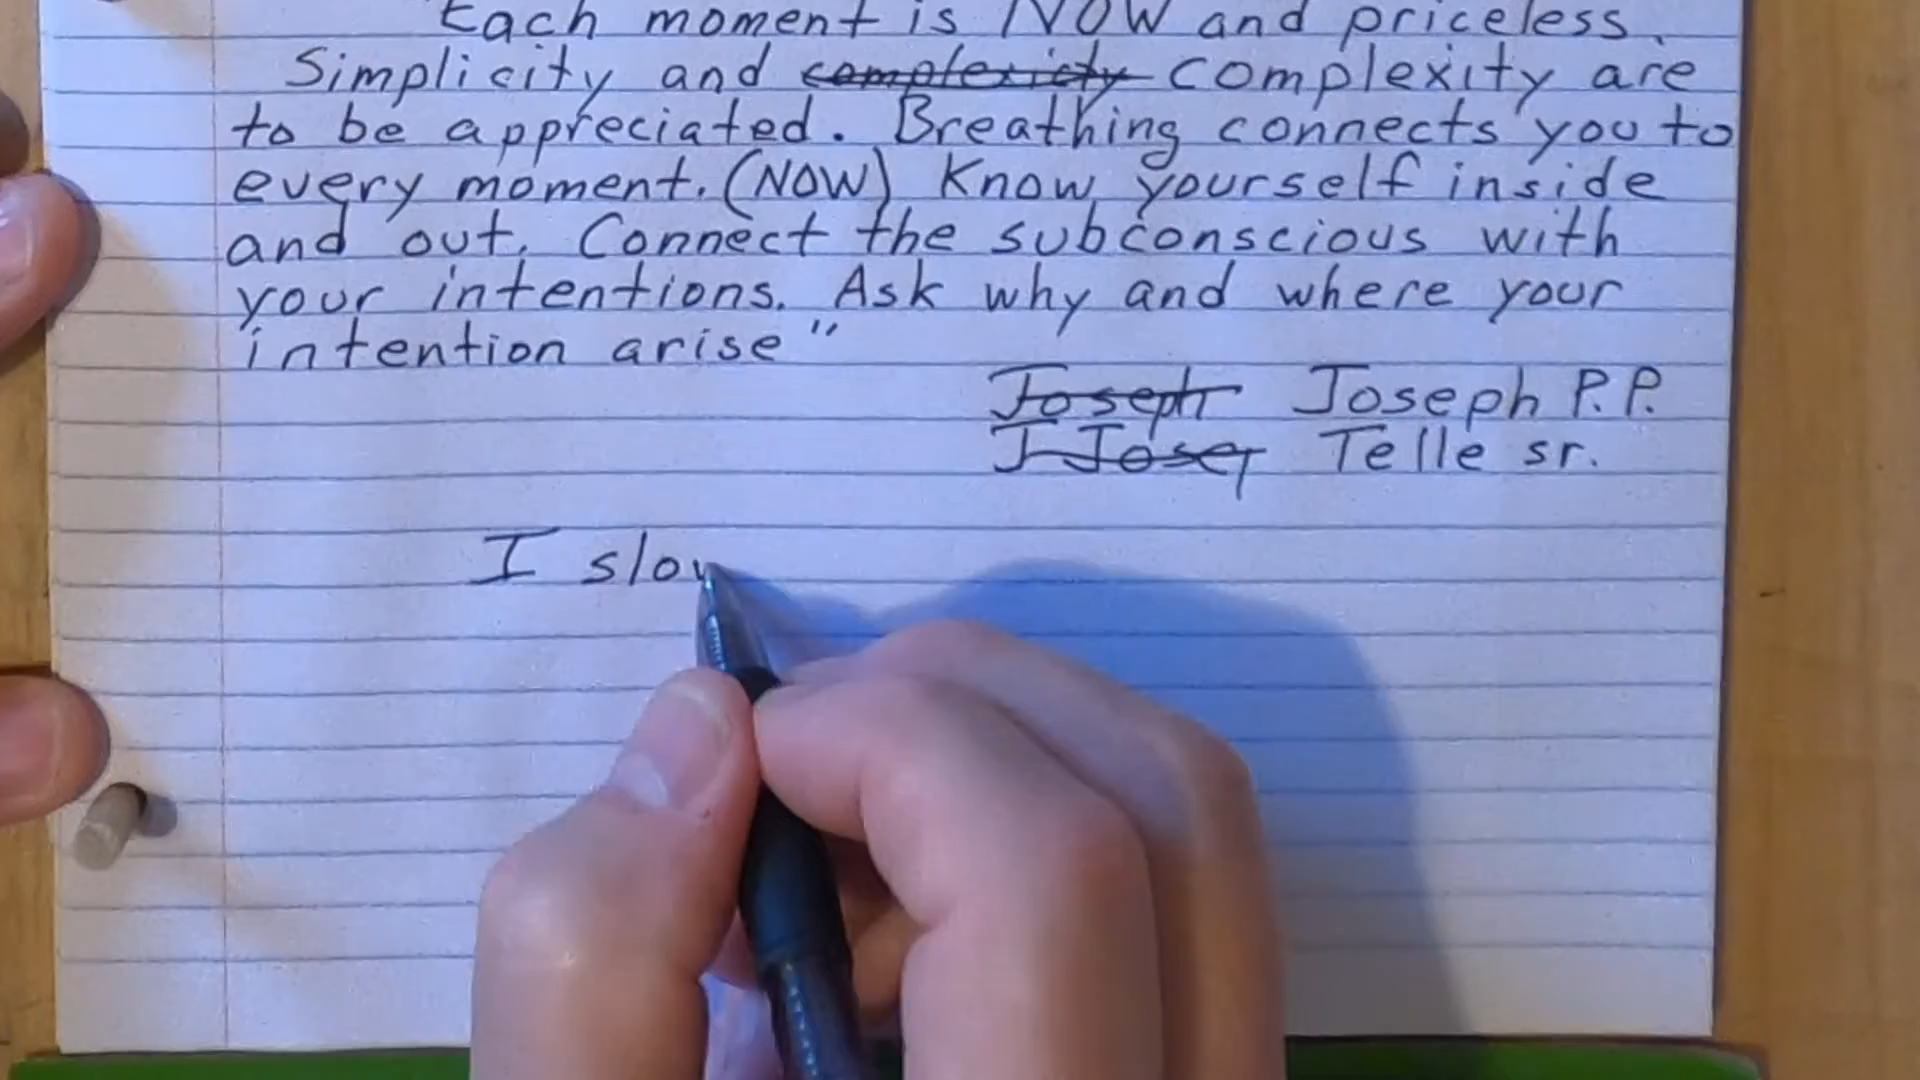 "Each moment is NOW and priceless.
Simplicity and complexicty complexity are
to be appreciated. Breathing connects you to
every moment. (NOW) Know yourself inside
and out. Connect the subconscious with
your intentions. Ask why and where your
intention arise"
Joseph Joseph P.P.
J Josep Telle sr.
I slow